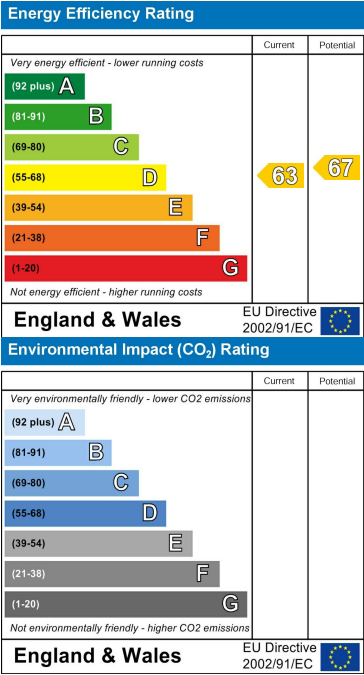 Energy Efficiency Rating
Current Potential
Very energy efficient - lower running costs
(92 plus) A
(81-91) B
(69-80) C
(55-68) D
(39-54) E
(21-38) F
(1-20) G
63 67
Not energy efficient - higher running costs
England & Wales
EU Directive
2002/91/EC
Environmental Impact (CO₂) Rating
Current Potential
Very environmentally friendly - lower CO2 emissions
(92 plus) A
(81-91) B
(69-80) C
(55-68) D
(39-54) E
(21-38) F
(1-20) G
Not environmentally friendly - higher CO2 emissions
England & Wales
EU Directive
2002/91/EC